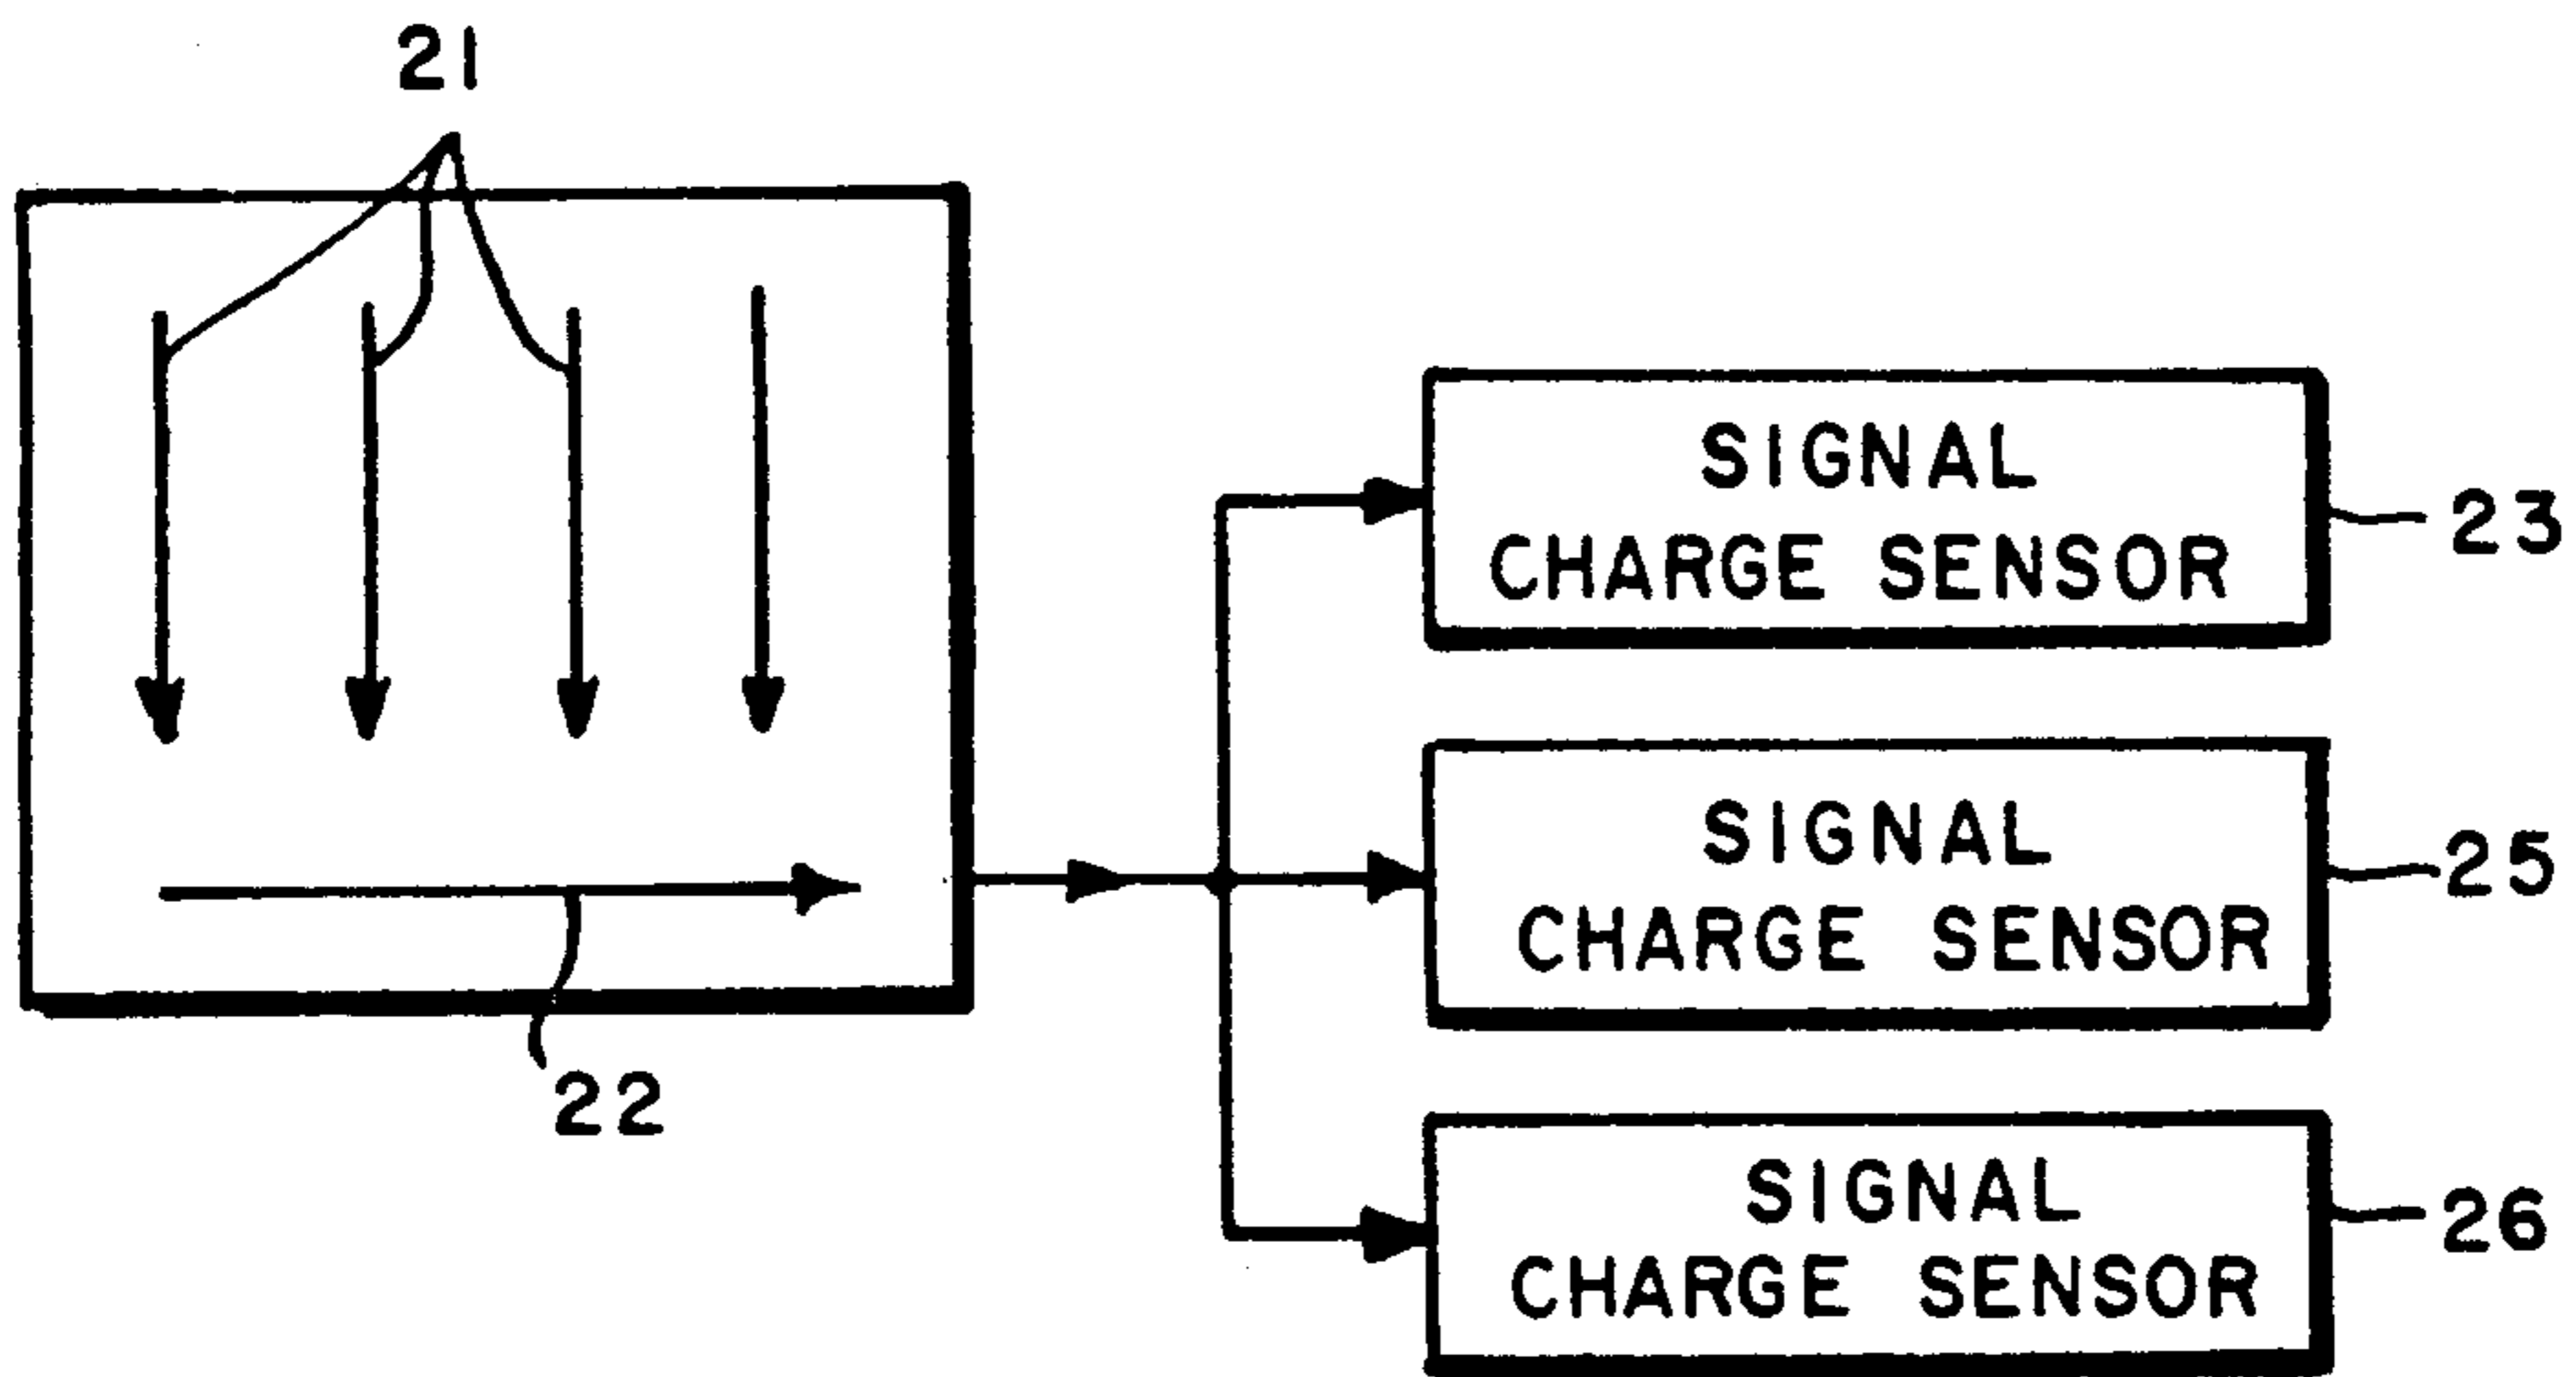 21
SIGNAL
CHARGE SENSOR
23
SIGNAL
CHARGE SENSOR
25
22
SIGNAL
CHARGE SENSOR
26